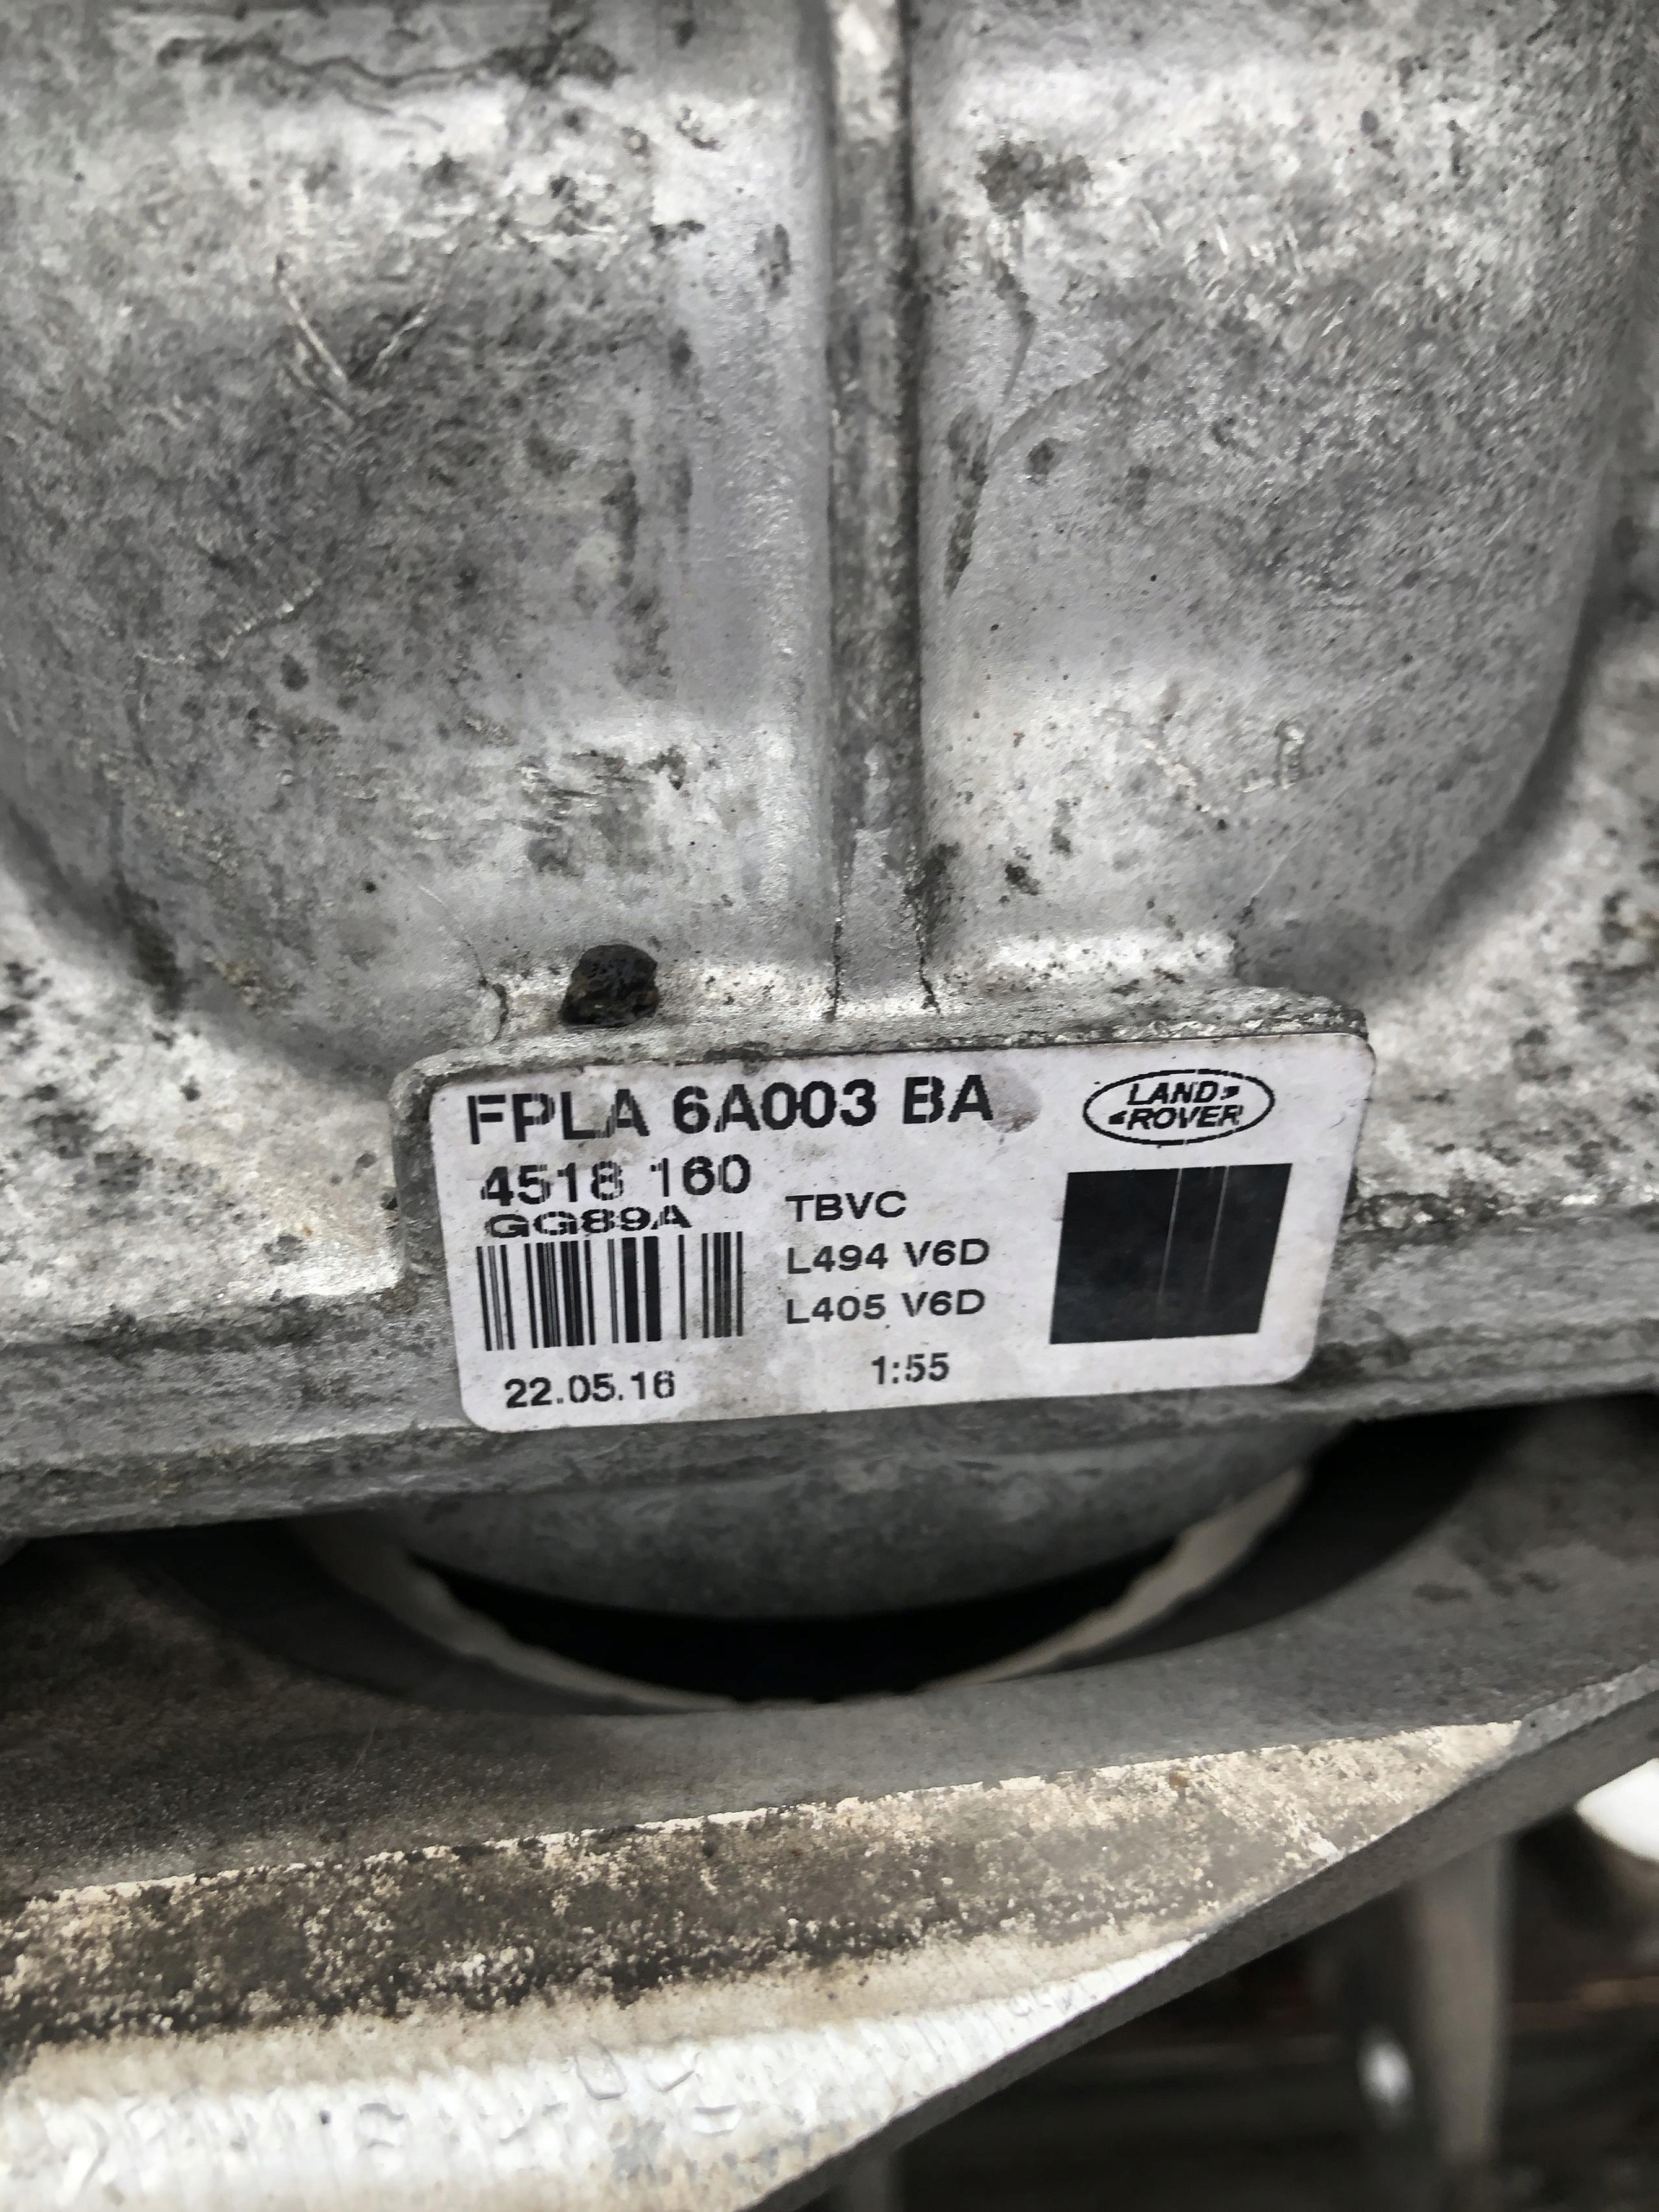 FPLA 6A003 BA
LAND
ROVER
4518 160
GG89A
TBVC
L494 V6D
L405 V6D
22.05.16
1:55